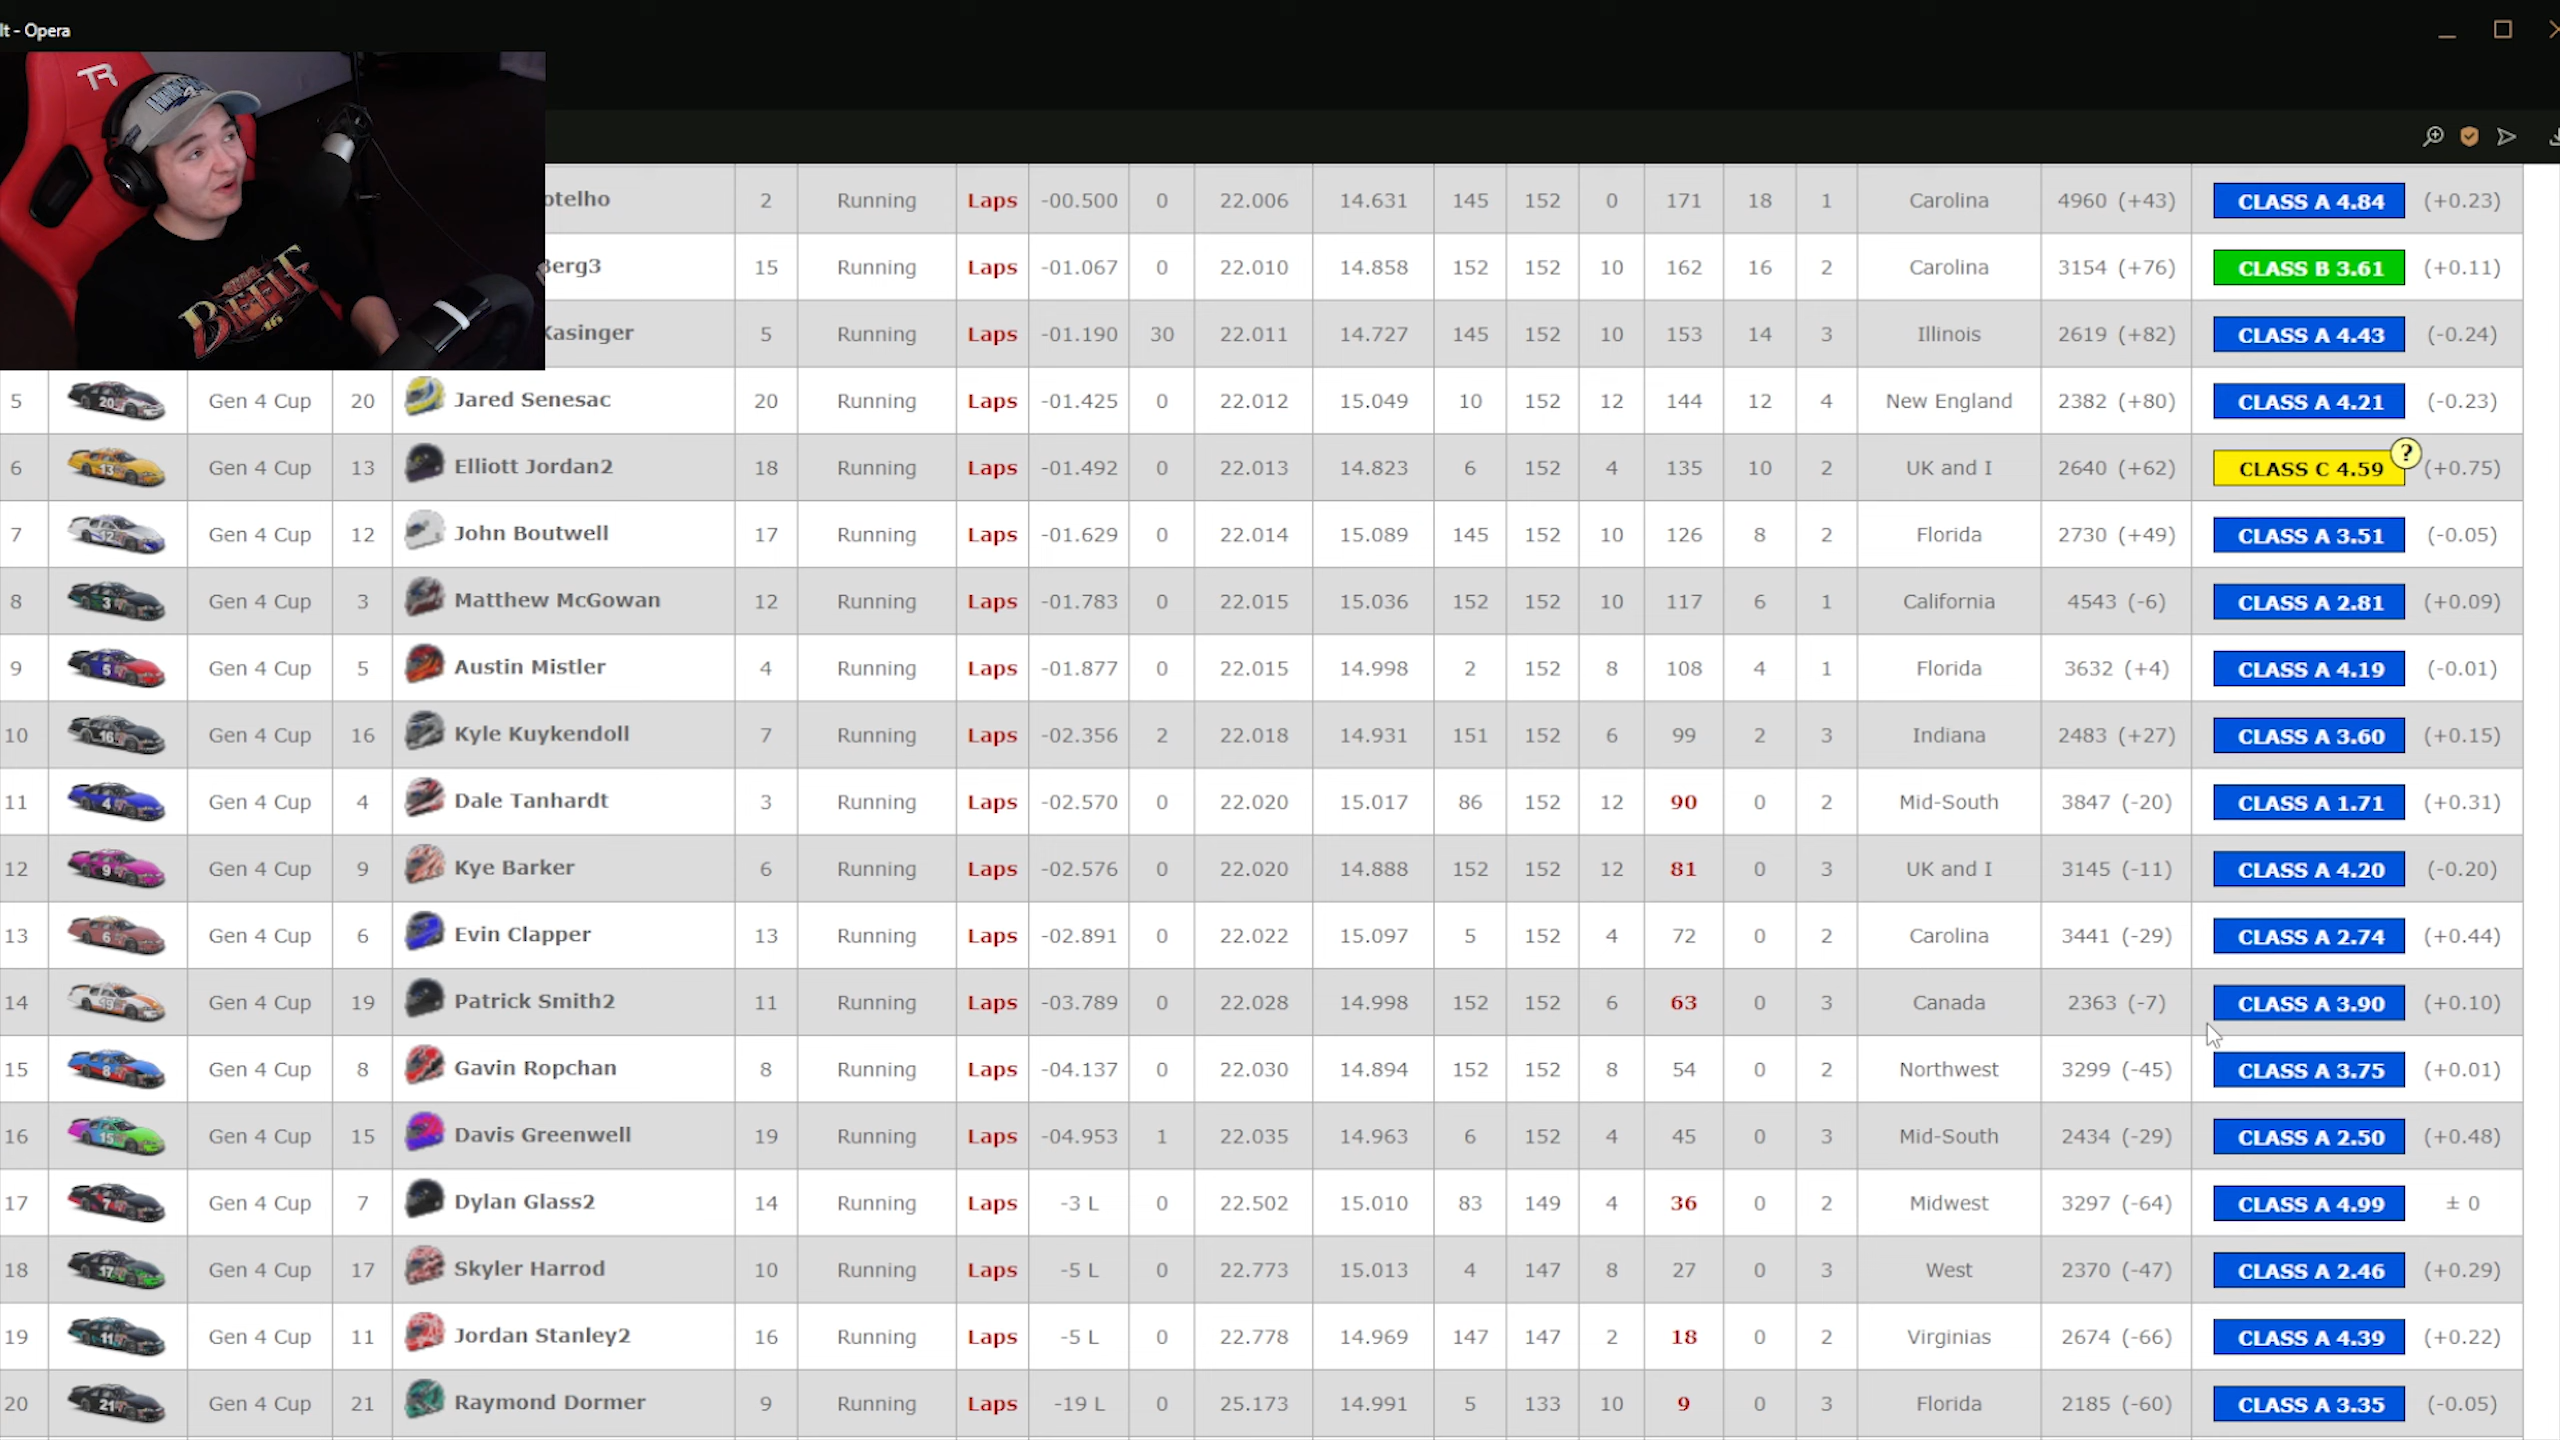 lt - Opera
TR
BEEFIT
16
otelho 2 Running Laps -00.500 0 22.006 14.631 145 152 0 171 18 1 Carolina 4960 (+43) CLASS A 4.84 (+0.23)
Berg3 15 Running Laps -01.067 0 22.010 14.858 152 152 10 162 16 2 Carolina 3154 (+76) CLASS B 3.61 (+0.11)
Kasinger 5 Running Laps -01.190 30 22.011 14.727 145 152 10 153 14 3 Illinois 2619 (+82) CLASS A 4.43 (-0.24)
5 20 Gen 4 Cup 20 Jared Senesac 20 Running Laps -01.425 0 22.012 15.049 10 152 12 144 12 4 New England 2382 (+80) CLASS A 4.21 (-0.23)
6 13 Gen 4 Cup 13 Elliott Jordan2 18 Running Laps -01.492 0 22.013 14.823 6 152 4 135 10 2 UK and I 2640 (+62) CLASS C 4.59 ? (+0.75)
7 12 Gen 4 Cup 12 John Boutwell 17 Running Laps -01.629 0 22.014 15.089 145 152 10 126 8 2 Florida 2730 (+49) CLASS A 3.51 (-0.05)
8 3 Gen 4 Cup 3 Matthew McGowan 12 Running Laps -01.783 0 22.015 15.036 152 152 10 117 6 1 California 4543 (-6) CLASS A 2.81 (+0.09)
9 5 Gen 4 Cup 5 Austin Mistler 4 Running Laps -01.877 0 22.015 14.998 2 152 8 108 4 1 Florida 3632 (+4) CLASS A 4.19 (-0.01)
10 16 Gen 4 Cup 16 Kyle Kuykendoll 7 Running Laps -02.356 2 22.018 14.931 151 152 6 99 2 3 Indiana 2483 (+27) CLASS A 3.60 (+0.15)
11 4 Gen 4 Cup 4 Dale Tanhardt 3 Running Laps -02.570 0 22.020 15.017 86 152 12 90 0 2 Mid-South 3847 (-20) CLASS A 1.71 (+0.31)
12 9 Gen 4 Cup 9 Kye Barker 6 Running Laps -02.576 0 22.020 14.888 152 152 12 81 0 3 UK and I 3145 (-11) CLASS A 4.20 (-0.20)
13 6 Gen 4 Cup 6 Evin Clapper 13 Running Laps -02.891 0 22.022 15.097 5 152 4 72 0 2 Carolina 3441 (-29) CLASS A 2.74 (+0.44)
14 19 Gen 4 Cup 19 Patrick Smith2 11 Running Laps -03.789 0 22.028 14.998 152 152 6 63 0 3 Canada 2363 (-7) CLASS A 3.90 (+0.10)
15 8 Gen 4 Cup 8 Gavin Ropchan 8 Running Laps -04.137 0 22.030 14.894 152 152 8 54 0 2 Northwest 3299 (-45) CLASS A 3.75 (+0.01)
16 15 Gen 4 Cup 15 Davis Greenwell 19 Running Laps -04.953 1 22.035 14.963 6 152 4 45 0 3 Mid-South 2434 (-29) CLASS A 2.50 (+0.48)
17 7 Gen 4 Cup 7 Dylan Glass2 14 Running Laps -3 L 0 22.502 15.010 83 149 4 36 0 2 Midwest 3297 (-64) CLASS A 4.99 ± 0
18 17 Gen 4 Cup 17 Skyler Harrod 10 Running Laps -5 L 0 22.773 15.013 4 147 8 27 0 3 West 2370 (-47) CLASS A 2.46 (+0.29)
19 11 Gen 4 Cup 11 Jordan Stanley2 16 Running Laps -5 L 0 22.778 14.969 147 147 2 18 0 2 Virginias 2674 (-66) CLASS A 4.39 (+0.22)
20 21 Gen 4 Cup 21 Raymond Dormer 9 Running Laps -19 L 0 25.173 14.991 5 133 10 9 0 3 Florida 2185 (-60) CLASS A 3.35 (-0.05)